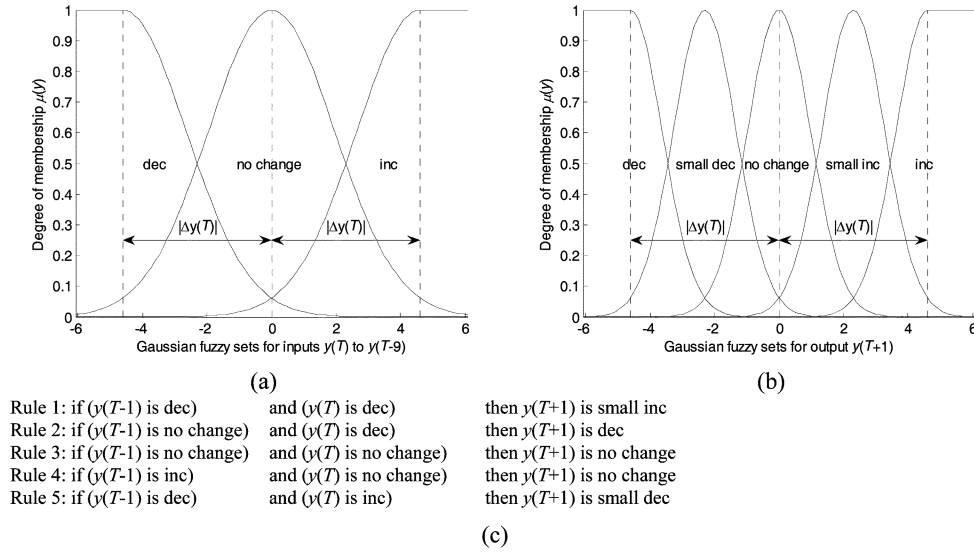 1
0.9
0.8
0.7
0.6
0.5
0.4
0.3
0.2
0.1
0
Degree of membership μ(y)
dec
no change
inc
|Δy(T)|
|Δy(T)|
-6
-4
-2
0
2
4
6
Gaussian fuzzy sets for inputs y(T) to y(T-9)
(a)
1
0.9
0.8
0.7
0.6
0.5
0.4
0.3
0.2
0.1
0
Degree of membership μ(y)
dec
small dec
no change
small inc
inc
|Δy(T)|
|Δy(T)|
-6
-4
-2
0
2
4
6
Gaussian fuzzy sets for output y(T+1)
(b)
Rule 1: if (y(T-1) is dec) and (y(T) is dec) then y(T+1) is small inc
Rule 2: if (y(T-1) is no change) and (y(T) is dec) then y(T+1) is dec
Rule 3: if (y(T-1) is no change) and (y(T) is no change) then y(T+1) is no change
Rule 4: if (y(T-1) is inc) and (y(T) is no change) then y(T+1) is no change
Rule 5: if (y(T-1) is dec) and (y(T) is inc) then y(T+1) is small dec
(c)